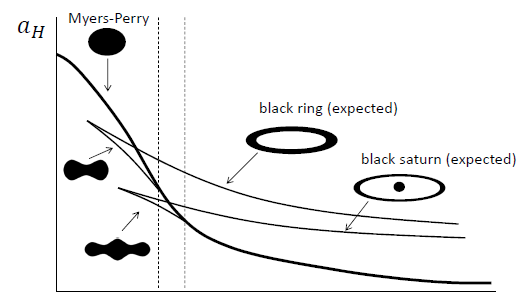 Myers-Perry
a_H
black ring (expected)
black saturn (expected)